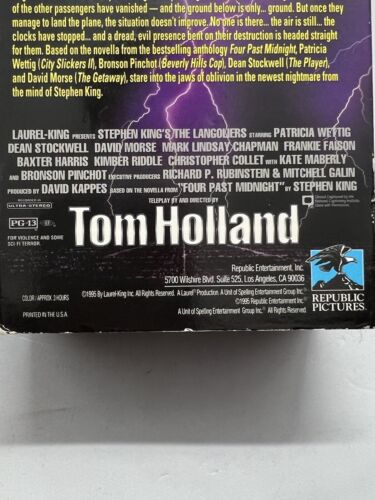 of the other passengers have vanished — and the ground below is only... ground. But once they
manage to land the plane, the situation doesn't improve. No one is there... the air is still... the
clocks have stopped... and a dread, evil presence bent on their destruction is headed straight
for them. Based on the novella from the bestselling anthology Four Past Midnight, Patricia
Wettig (City Slickers II), Bronson Pinchot (Beverly Hills Cop), Dean Stockwell (The Player),
and David Morse (The Getaway), stare into the jaws of oblivion in the newest nightmare from
the mind of Stephen King.
LAUREL-KING PRESENTS STEPHEN KING'S THE LANGOLIERS STARRING PATRICIA WETTIG
DEAN STOCKWELL DAVID MORSE MARK LINDSAY CHAPMAN FRANKIE FAISON
BAXTER HARRIS KIMBER RIDDLE CHRISTOPHER COLLET WITH KATE MABERLY
AND BRONSON PINCHOT EXECUTIVE PRODUCERS RICHARD P. RUBINSTEIN & MITCHELL GALIN
PRODUCED BY DAVID KAPPES BASED ON THE NOVELLA FROM "FOUR PAST MIDNIGHT" BY STEPHEN KING
TELEPLAY BY AND DIRECTED BY
Tom Holland
RECORDED IN
ULTRA-STEREO
PG-13
FOR VIOLENCE AND SOME
SCI-FI TERROR.
COLOR/APPROX. 3 HOURS
PRINTED IN THE U.S.A.
Republic Entertainment, Inc.
5700 Wilshire Blvd. Suite 525, Los Angeles, CA 90036
©1995 By Laurel-King Inc. All Rights Reserved. A Laurel® Production. A Unit of Spelling Entertainment Group Inc.®
©1995 Republic Entertainment Inc.®
A Unit of Spelling Entertainment Group Inc.® All Rights Reserved.
REPUBLIC
PICTURES